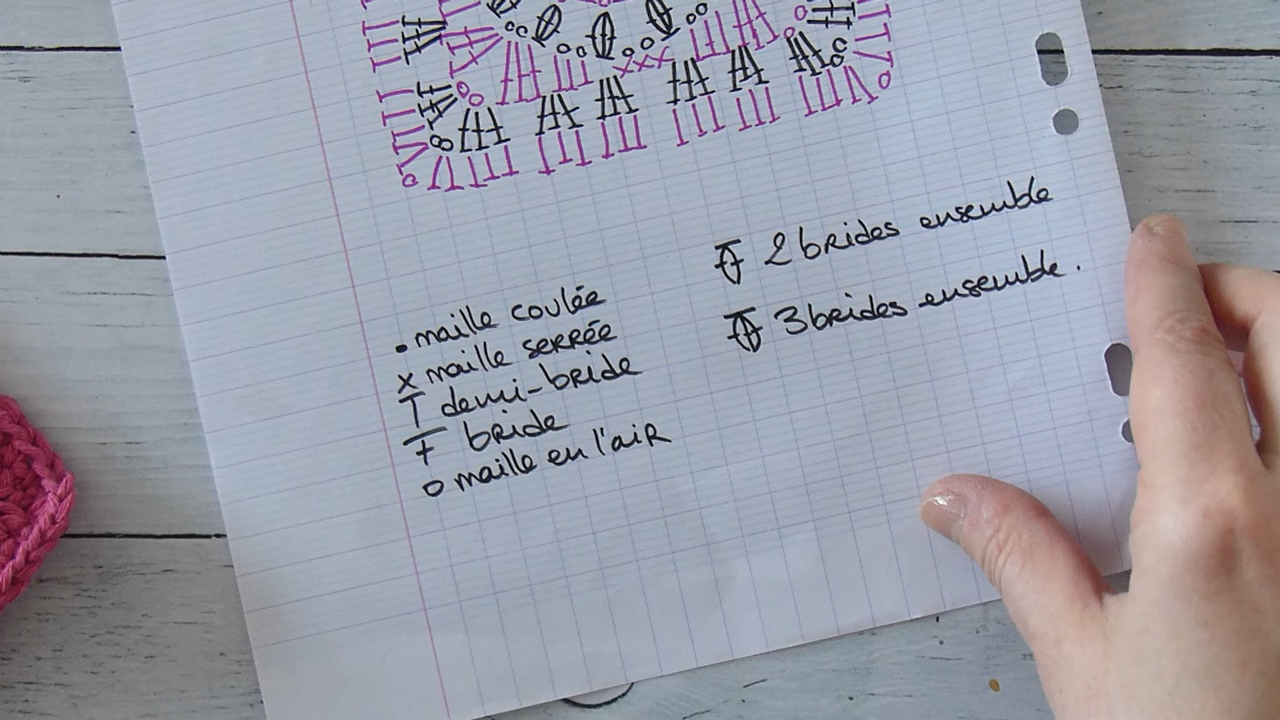 maille coulée
x maille serrée
T demi-bride
bride
o maille en l'air
2 brides ensemble
3 brides ensemble.